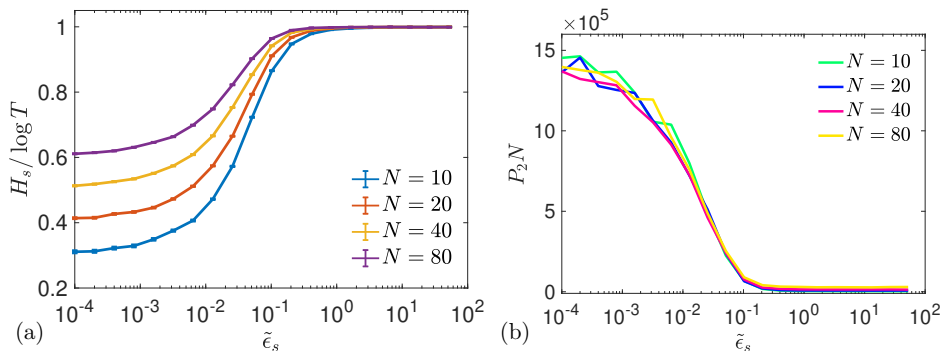 1
0.8
0.6
0.4
0.2
H_s / log T
N = 10
N = 20
N = 40
N = 80
10^-4 10^-3 10^-2 10^-1 10^0 10^1 10^2
(a)
ϵ̃_s
×10^5
15
10
5
0
P_2 N
N = 10
N = 20
N = 40
N = 80
10^-4 10^-3 10^-2 10^-1 10^0 10^1 10^2
(b)
ϵ̃_s